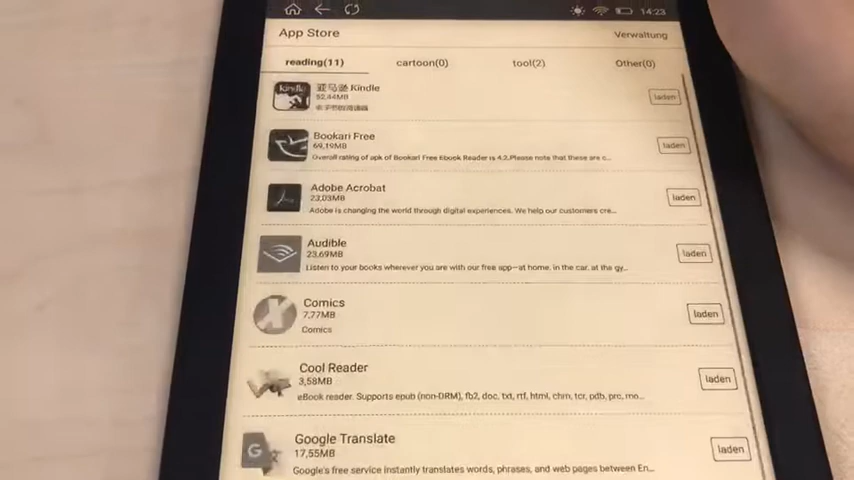 14:23
App Store
Verwaltung
reading(11)
cartoon(0)
tool(2)
Other(0)
kindle
亚马逊 Kindle
52,44MB
laden
Bookari Free
69,19MB
Overall rating of apk of Bookari Free Ebook Reader is 4.2.Please note that these are c...
laden
Adobe Acrobat
23,03MB
Adobe is changing the world through digital experiences. We help our customers cre...
laden
Audible
23,69MB
Listen to your books wherever you are with our free app—at home, in the car, at the gy...
laden
Comics
7,77MB
Comics
laden
Cool Reader
3,58MB
eBook reader. Supports epub (non-DRM), fb2, doc, txt, rtf, html, chm, tcr, pdb, prc, mo...
laden
Google Translate
17,55MB
Google's free service instantly translates words, phrases, and web pages between En...
laden